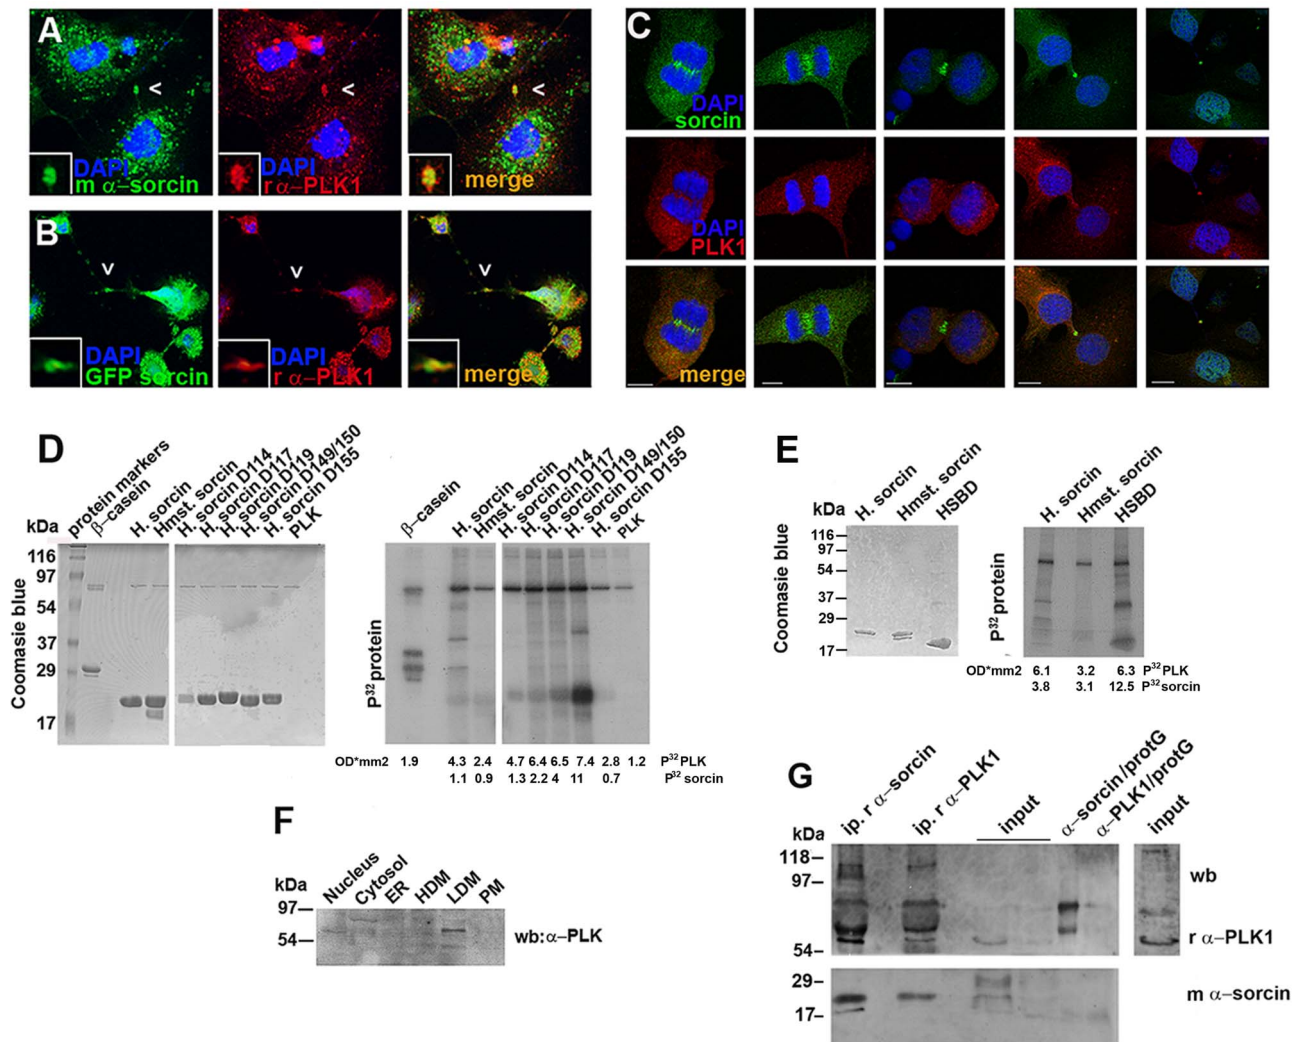 A
<
<
<
DAPI
m α–sorcin
DAPI
r α–PLK1
merge
B
v
v
v
DAPI
GFP sorcin
DAPI
r α–PLK1
merge
C
DAPI
sorcin
DAPI
PLK1
merge
D
kDa
protein markers
β–casein
H. sorcin
Hmst. sorcin
H. sorcin D114
H. sorcin D117
H. sorcin D119
H. sorcin D149/150
H. sorcin D155
PLK
116
97
54
37
29
17
Coomasie blue
β–casein
H. sorcin
Hmst. sorcin
H. sorcin D114
H. sorcin D117
H. sorcin D119
H. sorcin D149/150
H. sorcin D155
PLK
P32 protein
OD*mm2 1.9 4.3 2.4 4.7 6.4 6.5 7.4 2.8 1.2 P32 PLK
1.1 0.9 1.3 2.2 4 11 0.7 P32 sorcin
E
kDa
H. sorcin
Hmst. sorcin
HSBD
116
97
54
37
29
17
Coomasie blue
H. sorcin
Hmst. sorcin
HSBD
P32 protein
OD*mm2 6.1 3.2 6.3 P32 PLK
3.8 3.1 12.5 P32 sorcin
F
kDa
Nucleus
Cytosol
ER
HDM
LDM
PM
97
54
wb:α–PLK
G
kDa
ip. r α–sorcin
ip. r α–PLK1
input
α–sorcin/protG
α–PLK1/protG
input
118
97
54
wb
r α–PLK1
29
17
m α–sorcin